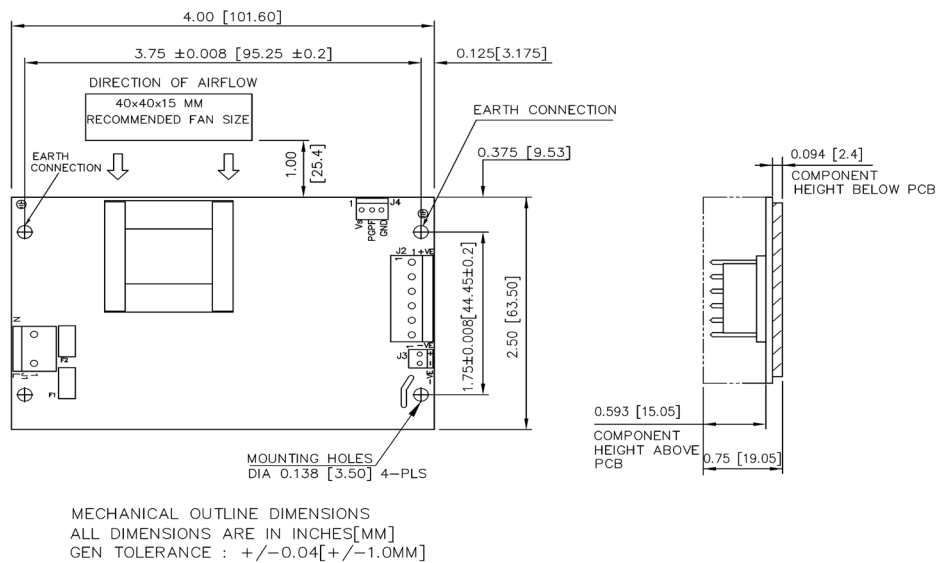 4.00 [101.60]
3.75 ±0.008 [95.25 ±0.2]
0.125[3.175]
DIRECTION OF AIRFLOW
40x40x15 MM
RECOMMENDED FAN SIZE
EARTH CONNECTION
EARTH
CONNECTION
1.00
[25.4]
0.375 [9.53]
0.094 [2.4]
COMPONENT
HEIGHT BELOW PCB
1
J4
Vs
PGPF
GND
J2 1 +VE
1
N
F2
1
J1
L
F1
1 -VE
J3
+
-
-VE
1.75±0.008[44.45±0.2]
2.50 [63.50]
0.593 [15.05]
COMPONENT
HEIGHT ABOVE
PCB
0.75 [19.05]
MOUNTING HOLES
DIA 0.138 [3.50] 4-PLS
MECHANICAL OUTLINE DIMENSIONS
ALL DIMENSIONS ARE IN INCHES[MM]
GEN TOLERANCE : +/-0.04[+/-1.0MM]